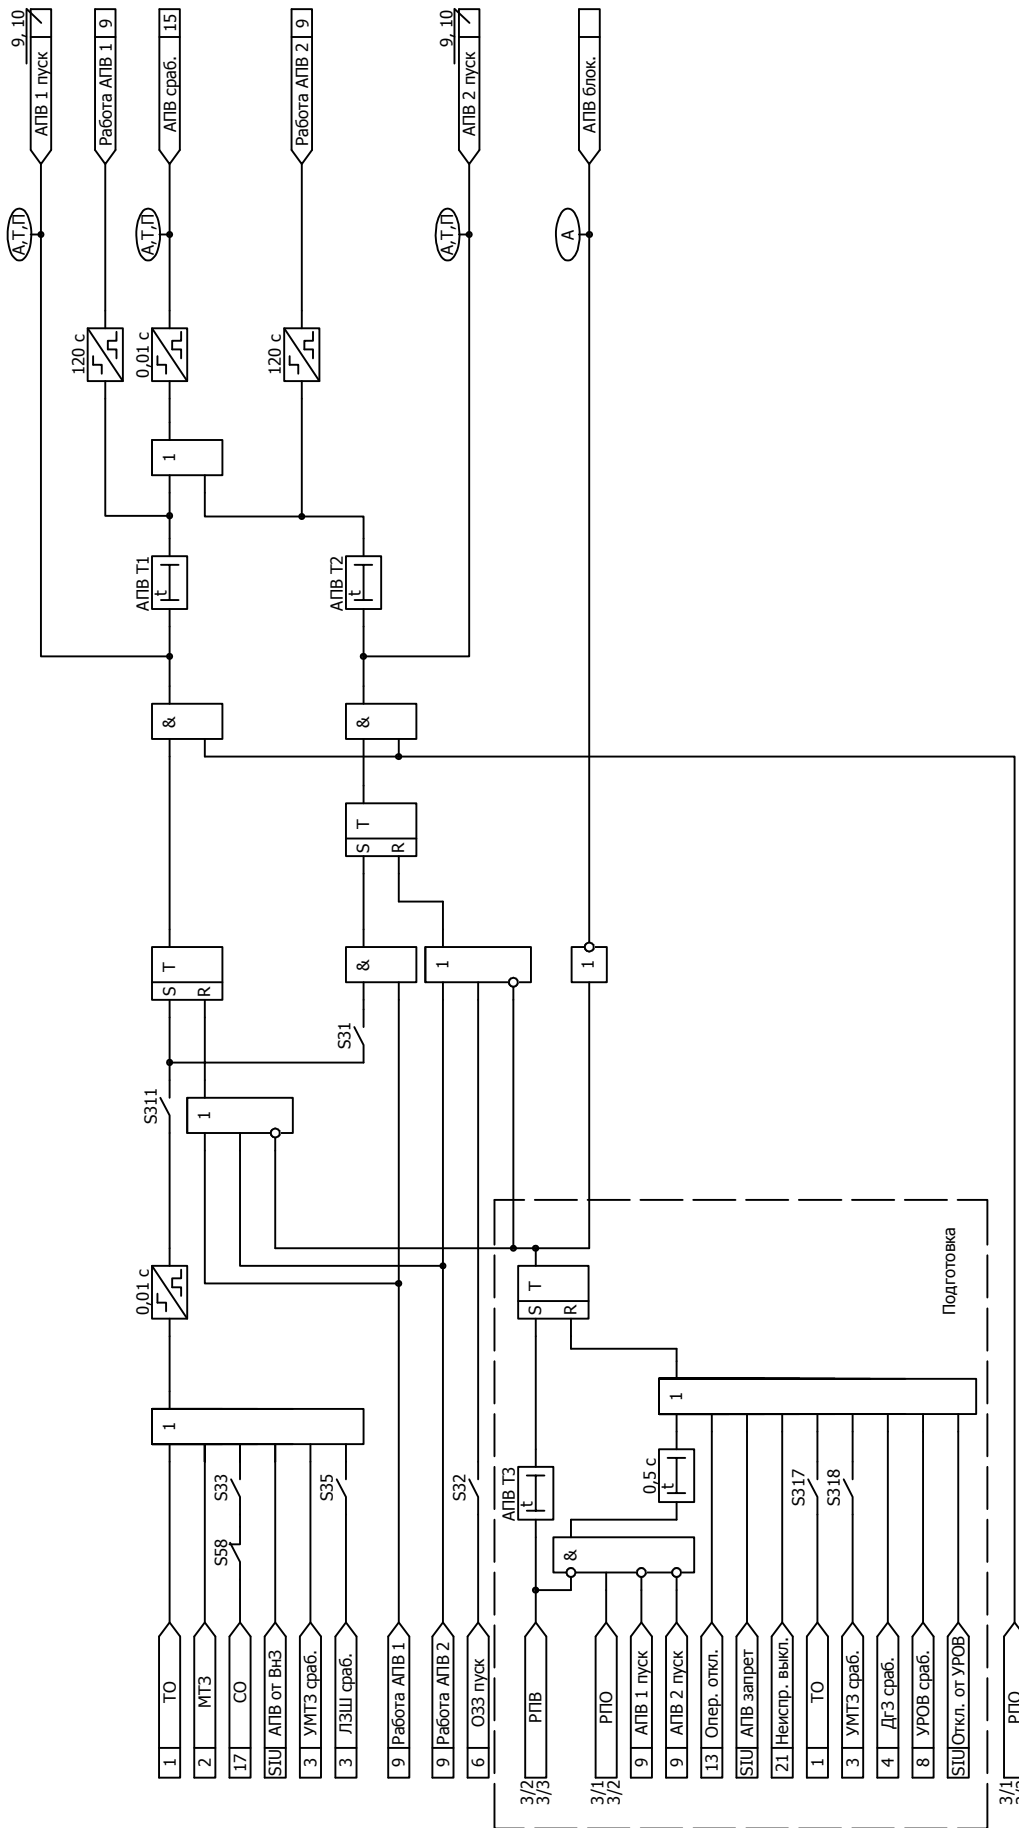 9, 10
АПВ 1 пуск
Работа АПВ 1 9
АПВ сраб. 15
Работа АПВ 2 9
9, 10
АПВ 2 пуск
АПВ блок.
А,Т,П
А,Т,П
А,Т,П
А
120 с
0,01 с
120 с
1
АПВ Т1
t
АПВ Т2
t
&
&
S T
R
S T
R
&
1
1
S31
S311
1
0,01 с
1
S33
S58
S35
S32
1 ТО
2 МТЗ
17 СО
SIU АПВ от ВнЗ
3 УМТЗ сраб.
3 ЛЗШ сраб.
9 Работа АПВ 1
9 Работа АПВ 2
6 ОЗЗ пуск
Подготовка
S T
R
1
АПВ Т3
t
0,5 с
t
&
S317
S318
3/2
3/3
РПВ
3/1
3/2
РПО
9 АПВ 1 пуск
9 АПВ 2 пуск
13 Опер. откл.
SIU АПВ запрет
21 Неиспр. выкл.
1 ТО
3 УМТЗ сраб.
4 ДгЗ сраб.
8 УРОВ сраб.
SIU Откл. от УРОВ
3/1
РПО